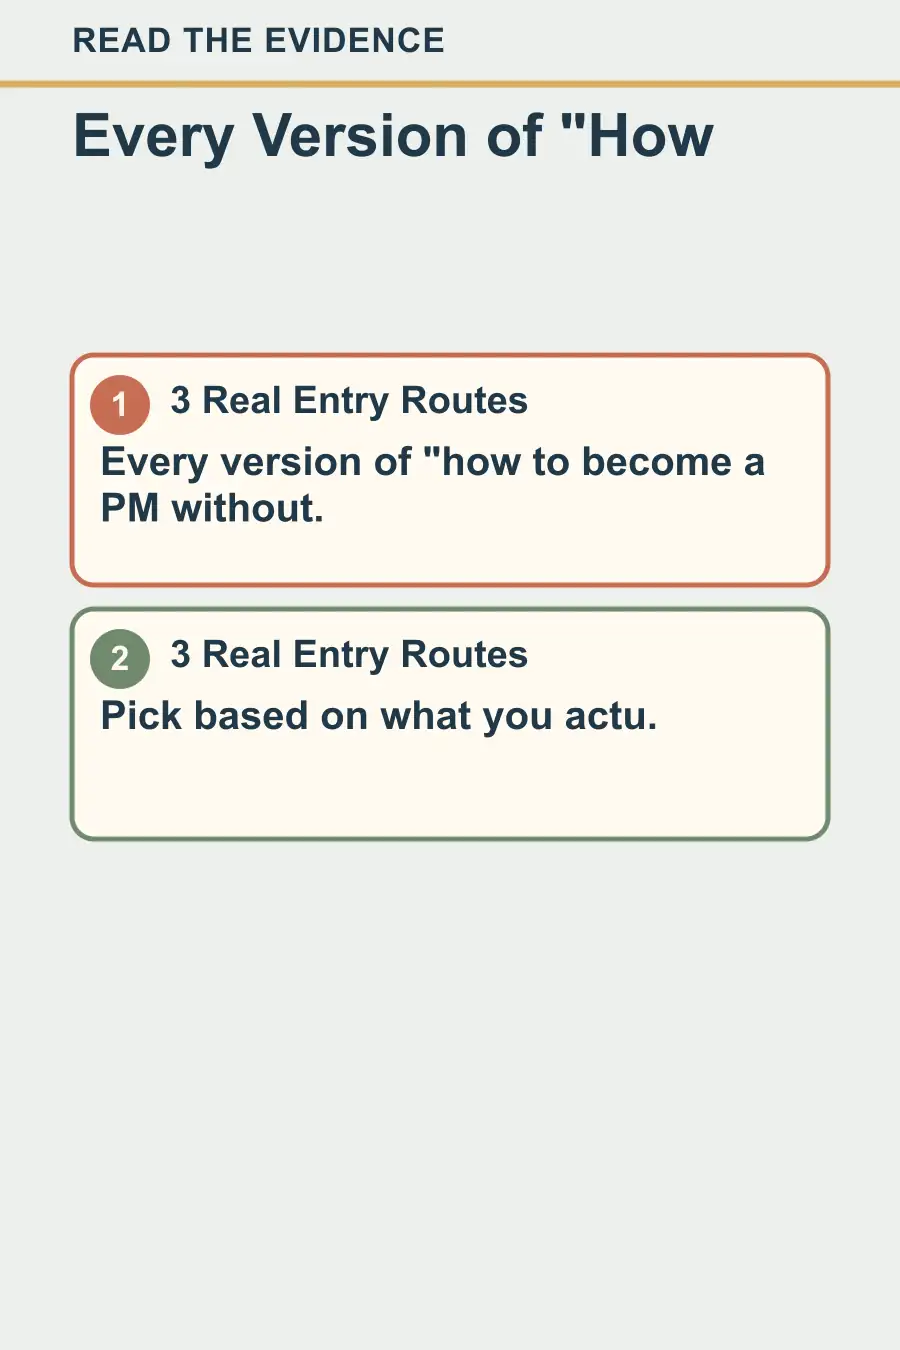 READ THE EVIDENCE
Every Version of "How
1 3 Real Entry Routes
Every version of "how to become a
PM without.
2 3 Real Entry Routes
Pick based on what you actu.